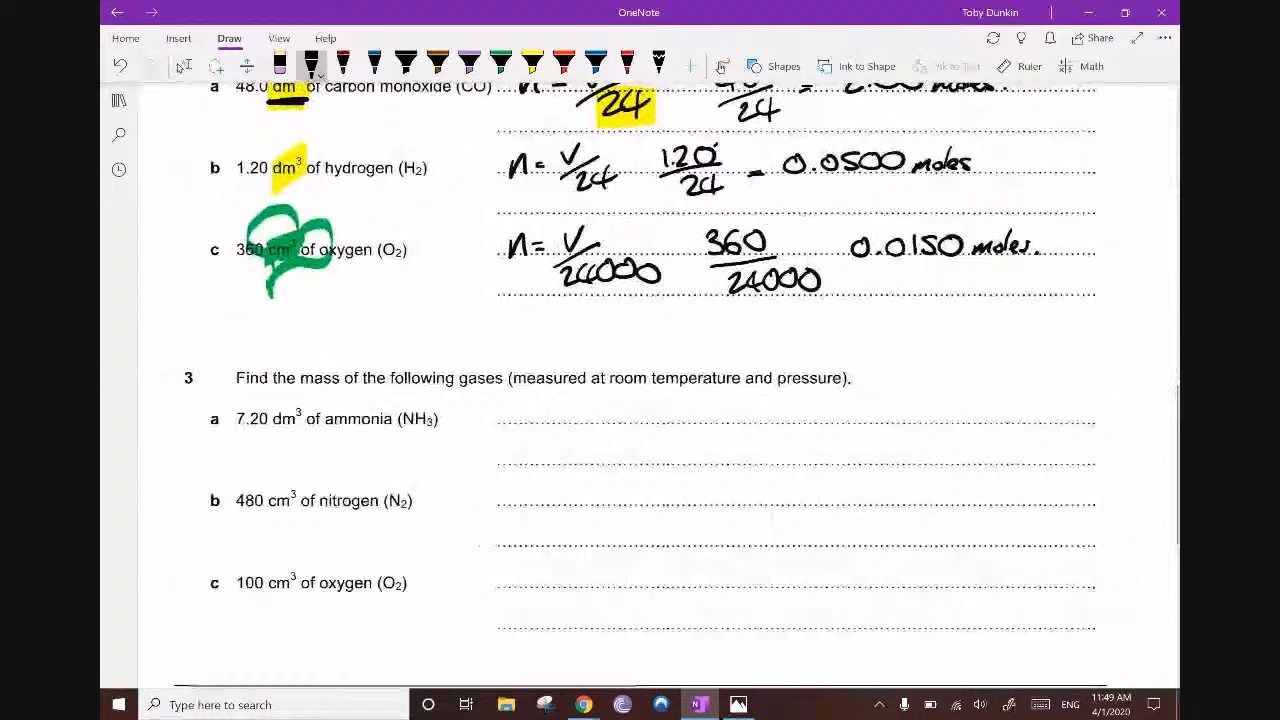 OneNote
Toby Dunkin
Home Insert Draw View Help
Share
Shapes Ink to Shape Ink to Text Ruler Math
a 48.0 dm³ of carbon monoxide (CO) n = V/24 48/24 = 2.00 moles.
b 1.20 dm³ of hydrogen (H₂) n = V/24 1.20/24 = 0.0500 moles
c 360 cm³ of oxygen (O₂) n = V/24000 360/24000 0.0150 moles.
3 Find the mass of the following gases (measured at room temperature and pressure).
a 7.20 dm³ of ammonia (NH₃)
b 480 cm³ of nitrogen (N₂)
c 100 cm³ of oxygen (O₂)
Type here to search
ENG
11:49 AM
4/1/2020